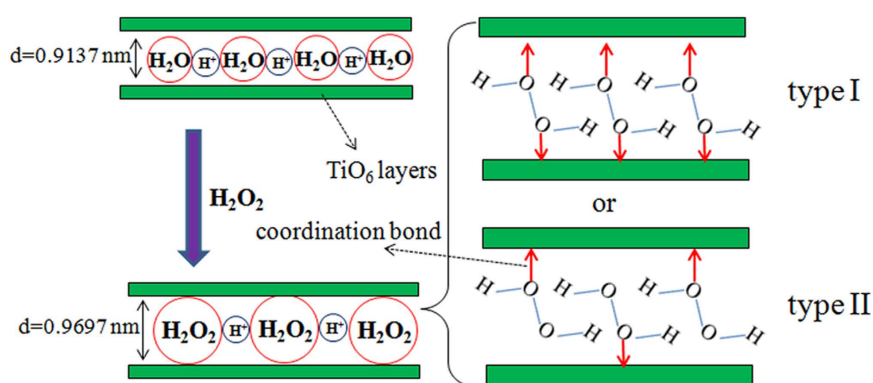 d=0.9137 nm
H₂O H⁺ H₂O H⁺ H₂O H⁺ H₂O
TiO₆ layers
H₂O₂
coordination bond
d=0.9697 nm
H₂O₂ H⁺ H₂O₂ H⁺ H₂O₂
H O H O H O
O H O H O H
type I
or
H O H O H O
O H O H O H
type II